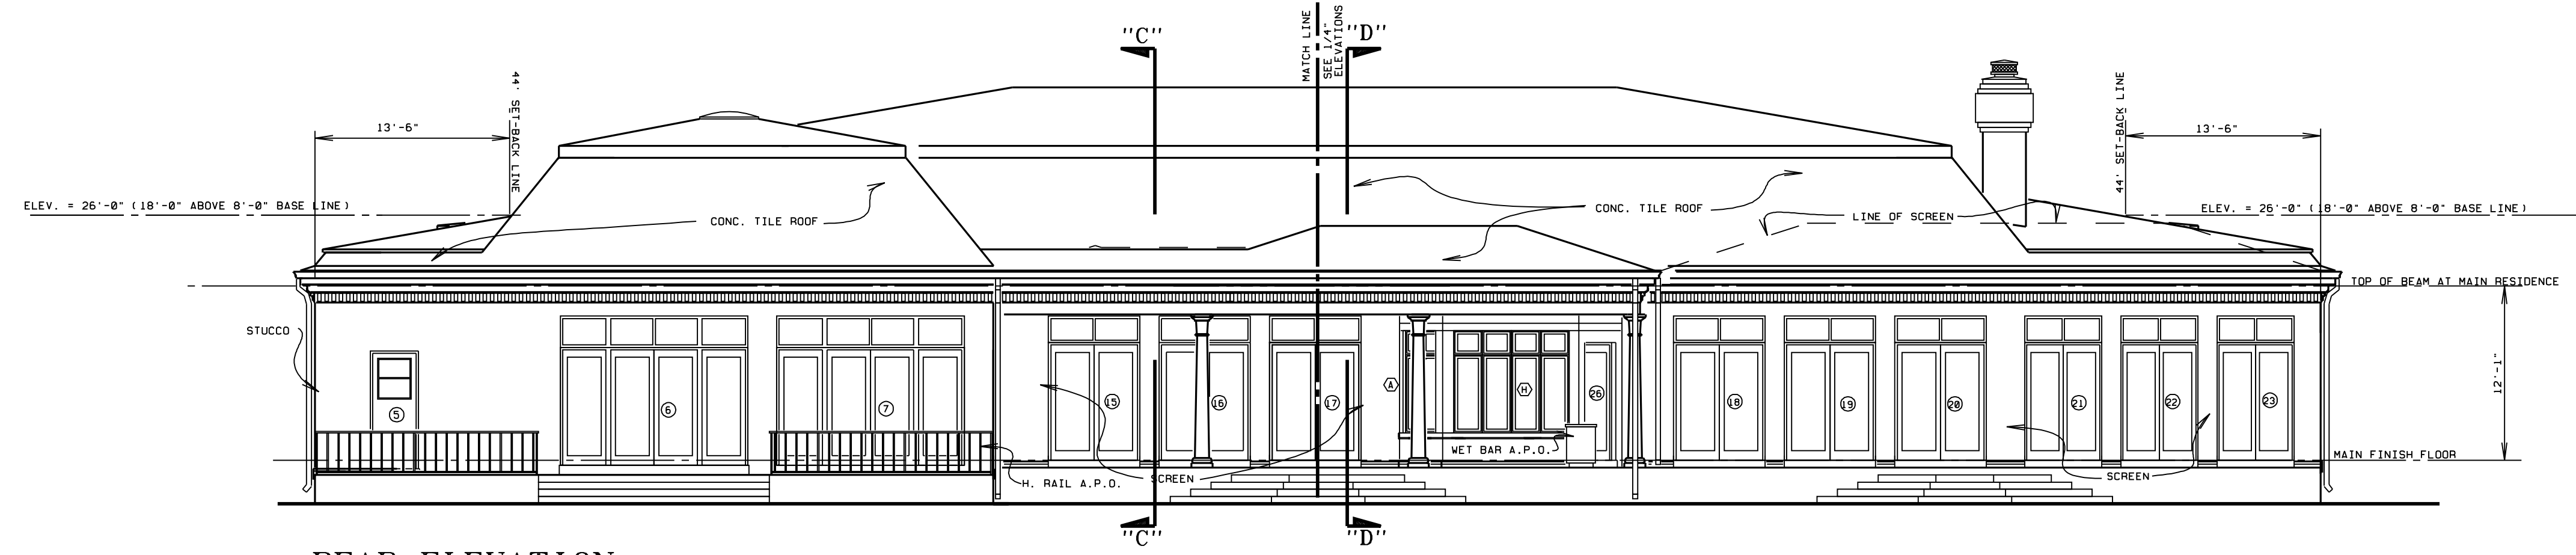 "C"
MATCH LINE
SEE 1/4"
ELEVATIONS
"D"
44' SET-BACK LINE
44' SET-BACK LINE
13'-6"
13'-6"
ELEV. = 26'-0" (18'-0" ABOVE 8'-0" BASE LINE)
CONC. TILE ROOF
CONC. TILE ROOF
LINE OF SCREEN
ELEV. = 26'-0" (18'-0" ABOVE 8'-0" BASE LINE)
TOP OF BEAM AT MAIN RESIDENCE
STUCCO
12'-1"
5
6
7
15
16
17
A
H
26
18
19
20
21
22
23
WET BAR A.P.O.
MAIN FINISH FLOOR
H. RAIL A.P.O.
SCREEN
SCREEN
"C"
"D"
REAR ELEVATION